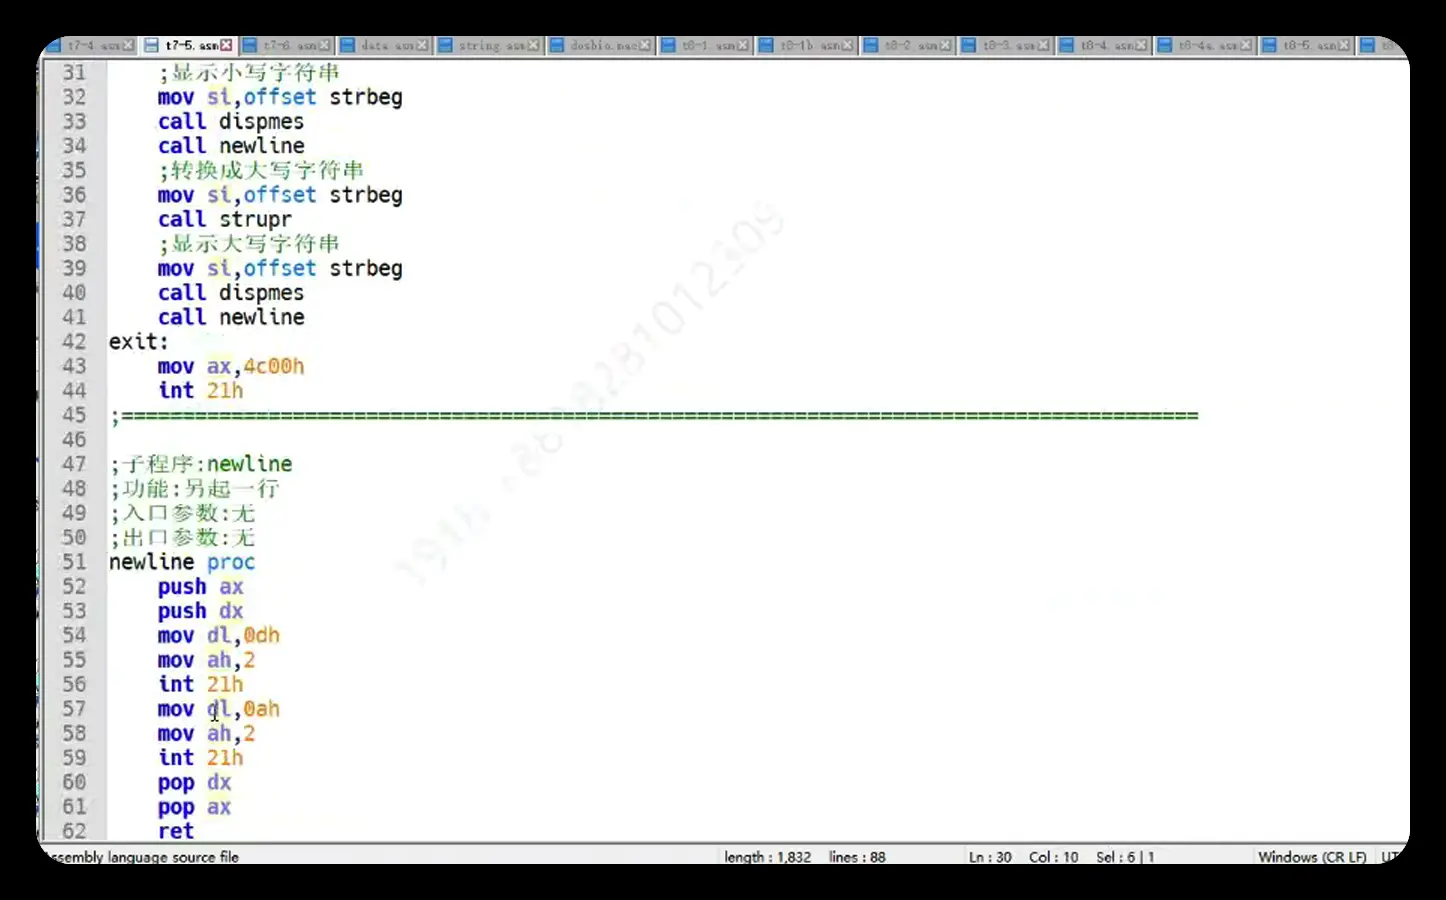 t7-4.asm t7-5.asm t7-6.asm data.asm string.asm dosbio.mac t8-1.asm t8-1b.asm t8-2.asm t8-3.asm t8-4.asm t8-4a.asm t8-5.asm
31 ;显示小写字符串
32 mov si,offset strbeg
33 call dispmes
34 call newline
35 ;转换成大写字符串
36 mov si,offset strbeg
37 call strupr
38 ;显示大写字符串
39 mov si,offset strbeg
40 call dispmes
41 call newline
42 exit:
43 mov ax,4c00h
44 int 21h
45 ;========================================================================================
46
47 ;子程序:newline
48 ;功能:另起一行
49 ;入口参数:无
50 ;出口参数:无
51 newline proc
52 push ax
53 push dx
54 mov dl,0dh
55 mov ah,2
56 int 21h
57 mov dl,0ah
58 mov ah,2
59 int 21h
60 pop dx
61 pop ax
62 ret
ssembly language source file length : 1,832 lines : 88 Ln : 30 Col : 10 Sel : 6 | 1 Windows (CR LF) UT